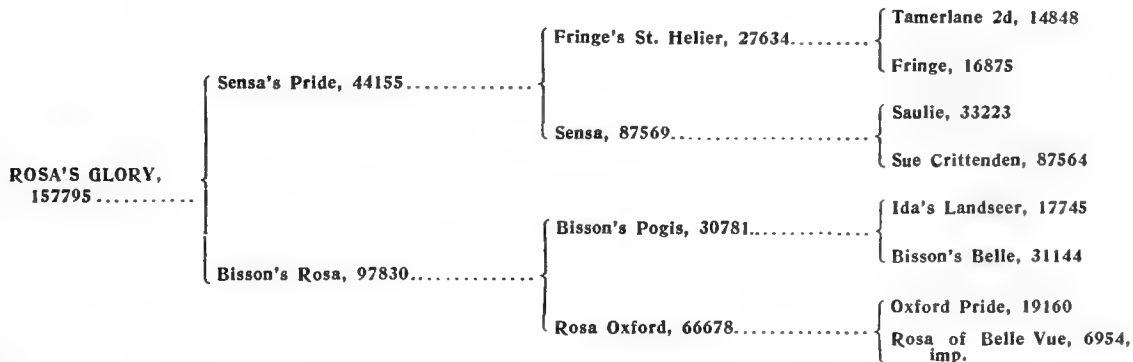 Tamerlane 2d, 14848
Fringe's St. Helier, 27634
Fringe, 16875
Sensa's Pride, 44155
Saulie, 33223
Sensa, 87569
Sue Crittenden, 87564
ROSA'S GLORY,
157795
Ida's Landseer, 17745
Bisson's Pogis, 30781
Bisson's Belle, 31144
Bisson's Rosa, 97830
Oxford Pride, 19160
Rosa Oxford, 66678
Rosa of Belle Vue, 6954,
imp.